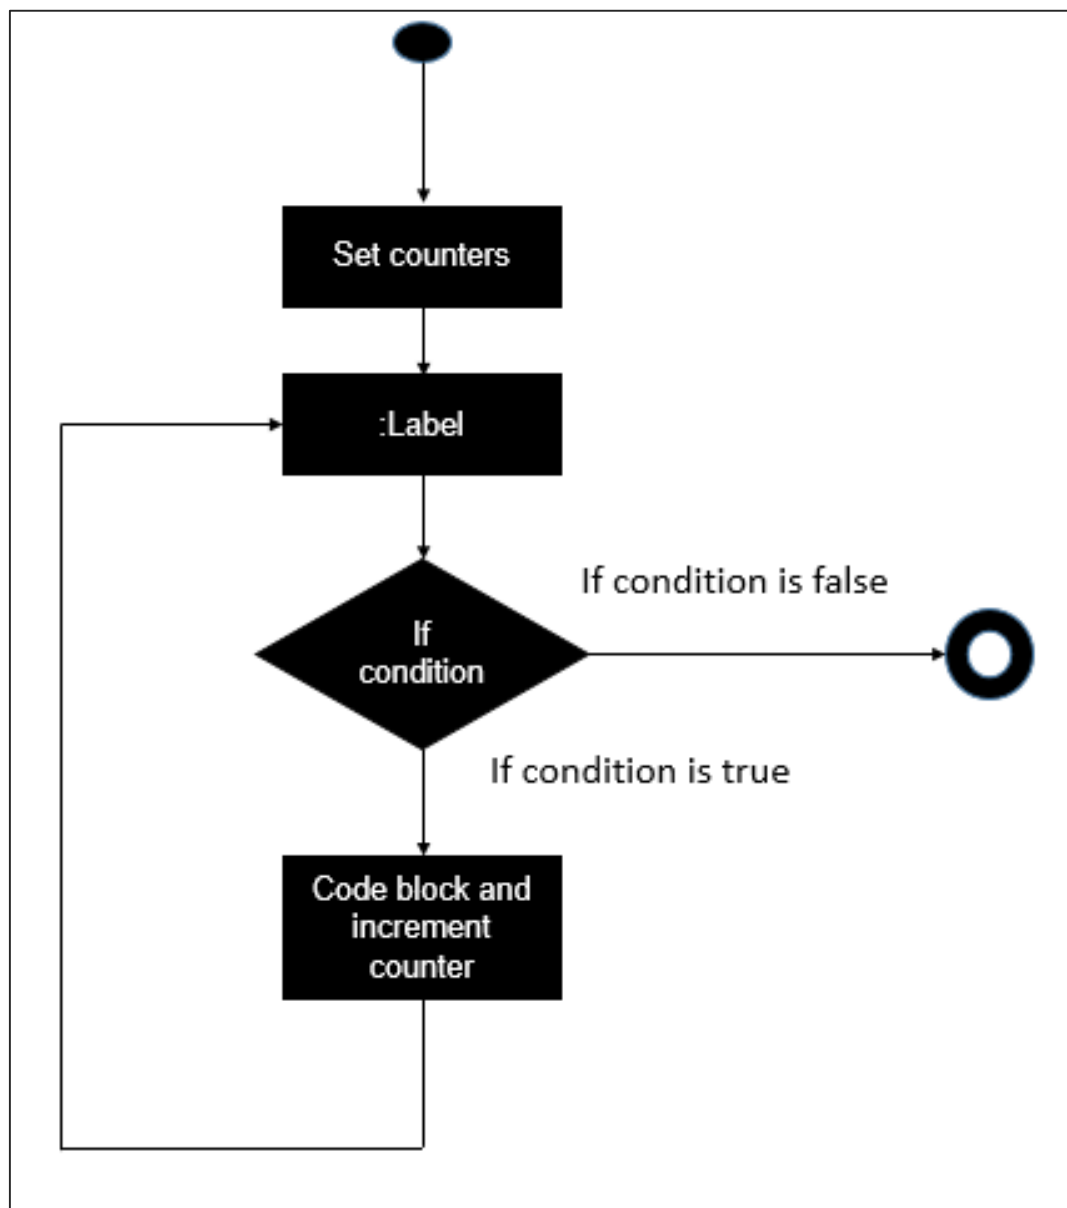 Set counters
:Label
If condition is false
If
condition
If condition is true
Code block and
increment
counter